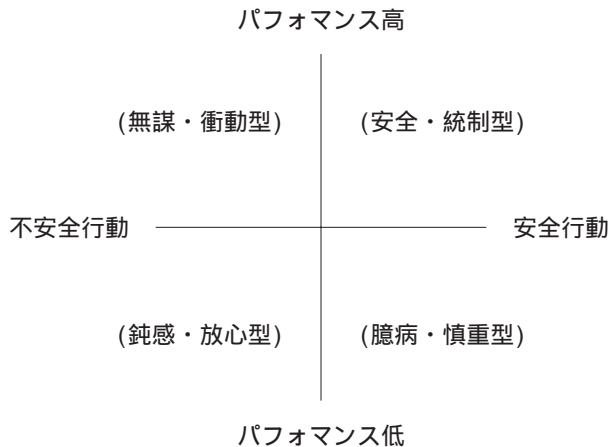 パフォマンス高
(無謀・衝動型) (安全・統制型)
不安全行動 安全行動
(鈍感・放心型) (臆病・慎重型)
パフォマンス低